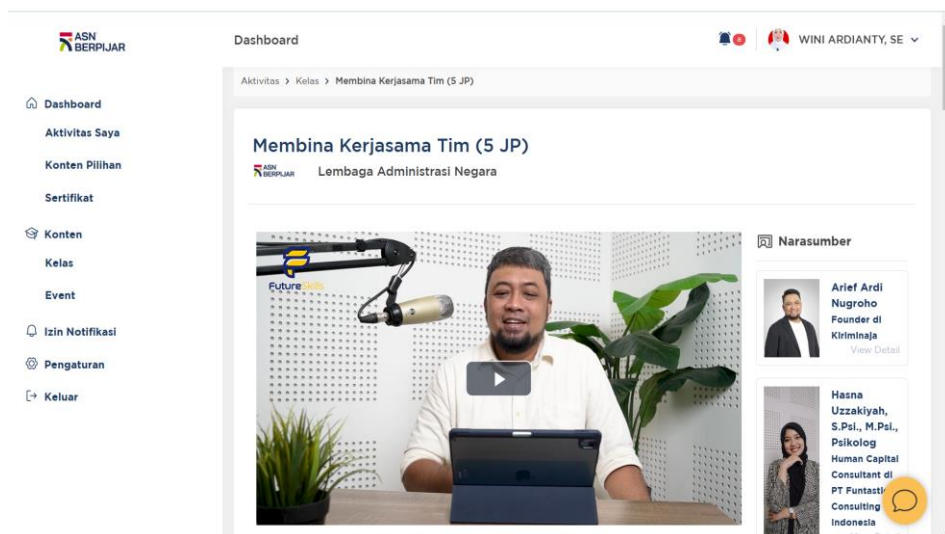 ASN
BERPIJAR
Dashboard
WINI ARDIANTY, SE
Aktivitas > Kelas > Membina Kerjasama Tim (5 JP)
Dashboard
Aktivitas Saya
Konten Pilihan
Sertifikat
Konten
Kelas
Event
Izin Notifikasi
Pengaturan
Keluar
Membina Kerjasama Tim (5 JP)
ASN
BERPIJAR
Lembaga Administrasi Negara
FutureSkills
Narasumber
Arief Ardi
Nugroho
Founder di
Kiriminaja
View Detail
Hasna
Uzzakiyah,
S.Psi., M.Psi.,
Psikolog
Human Capital
Consultant di
PT
Consulting
Indonesia